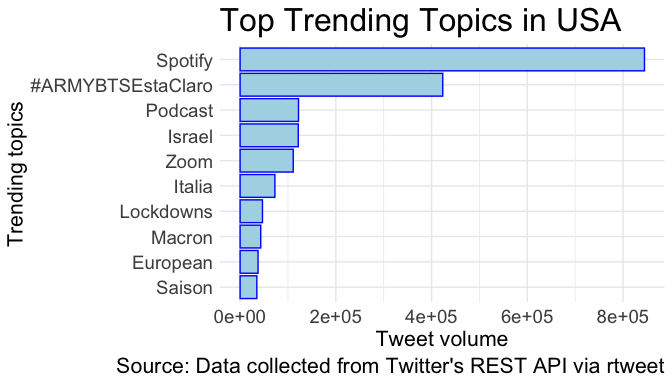 Top Trending Topics in USA
Trending topics
Spotify
#ARMYBTSEstaClaro
Podcast
Israel
Zoom
Italia
Lockdowns
Macron
European
Saison
0e+00 2e+05 4e+05 6e+05 8e+05
Tweet volume
Source: Data collected from Twitter's REST API via rtweet